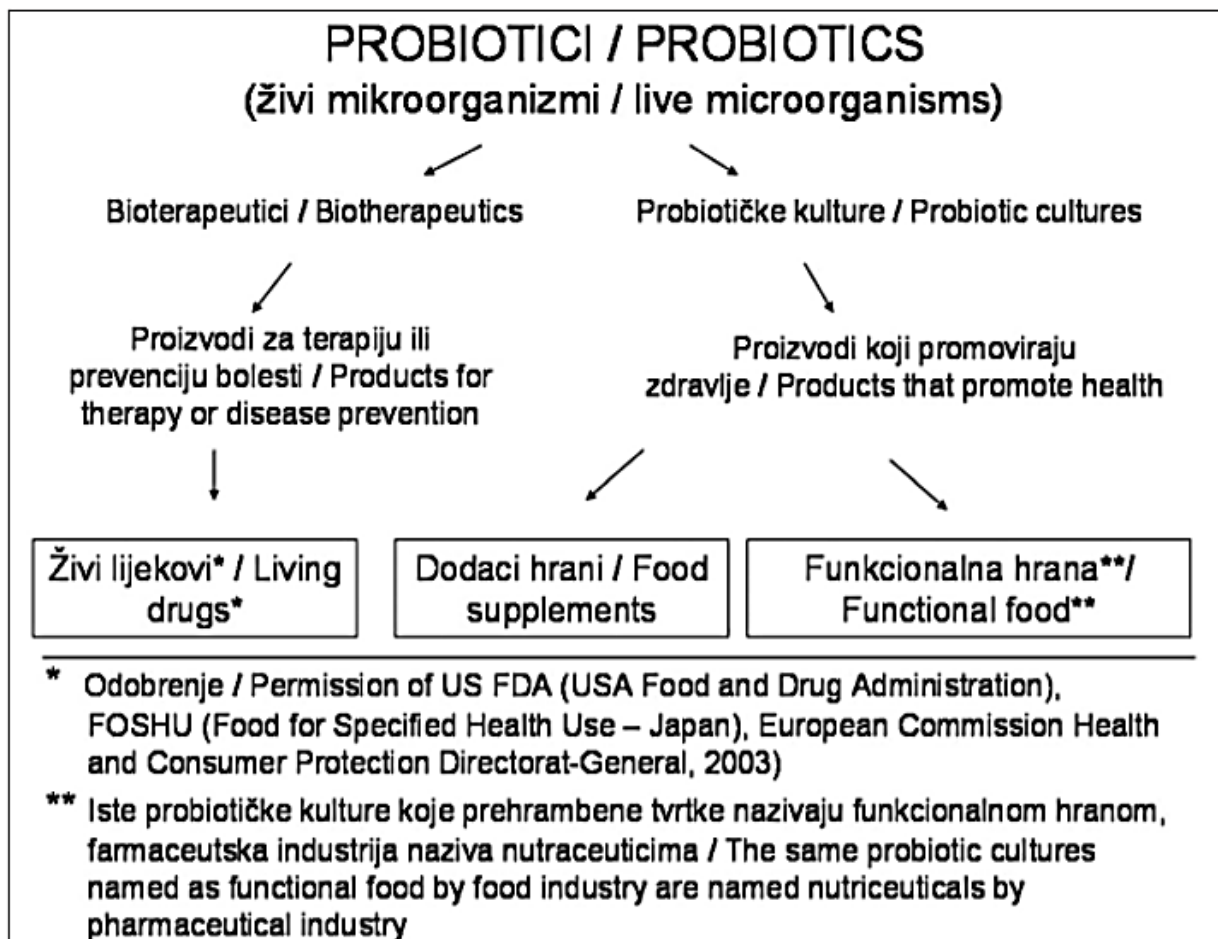 PROBIOTICI / PROBIOTICS
(živi mikroorganizmi / live microorganisms)
Bioterapeutici / Biotherapeutics
Probiotičke kulture / Probiotic cultures
Proizvodi za terapiju ili
prevenciju bolesti / Products for
therapy or disease prevention
Proizvodi koji promoviraju
zdravlje / Products that promote health
Živi lijekovi* / Living
drugs*
Dodaci hrani / Food
supplements
Funkcionalna hrana**/
Functional food**
* Odobrenje / Permission of US FDA (USA Food and Drug Administration),
FOSHU (Food for Specified Health Use – Japan), European Commission Health
and Consumer Protection Directorat-General, 2003)
** Iste probiotičke kulture koje prehrambene tvrtke nazivaju funkcionalnom hranom,
farmaceutska industrija naziva nutraceuticima / The same probiotic cultures
named as functional food by food industry are named nutriceuticals by
pharmaceutical industry